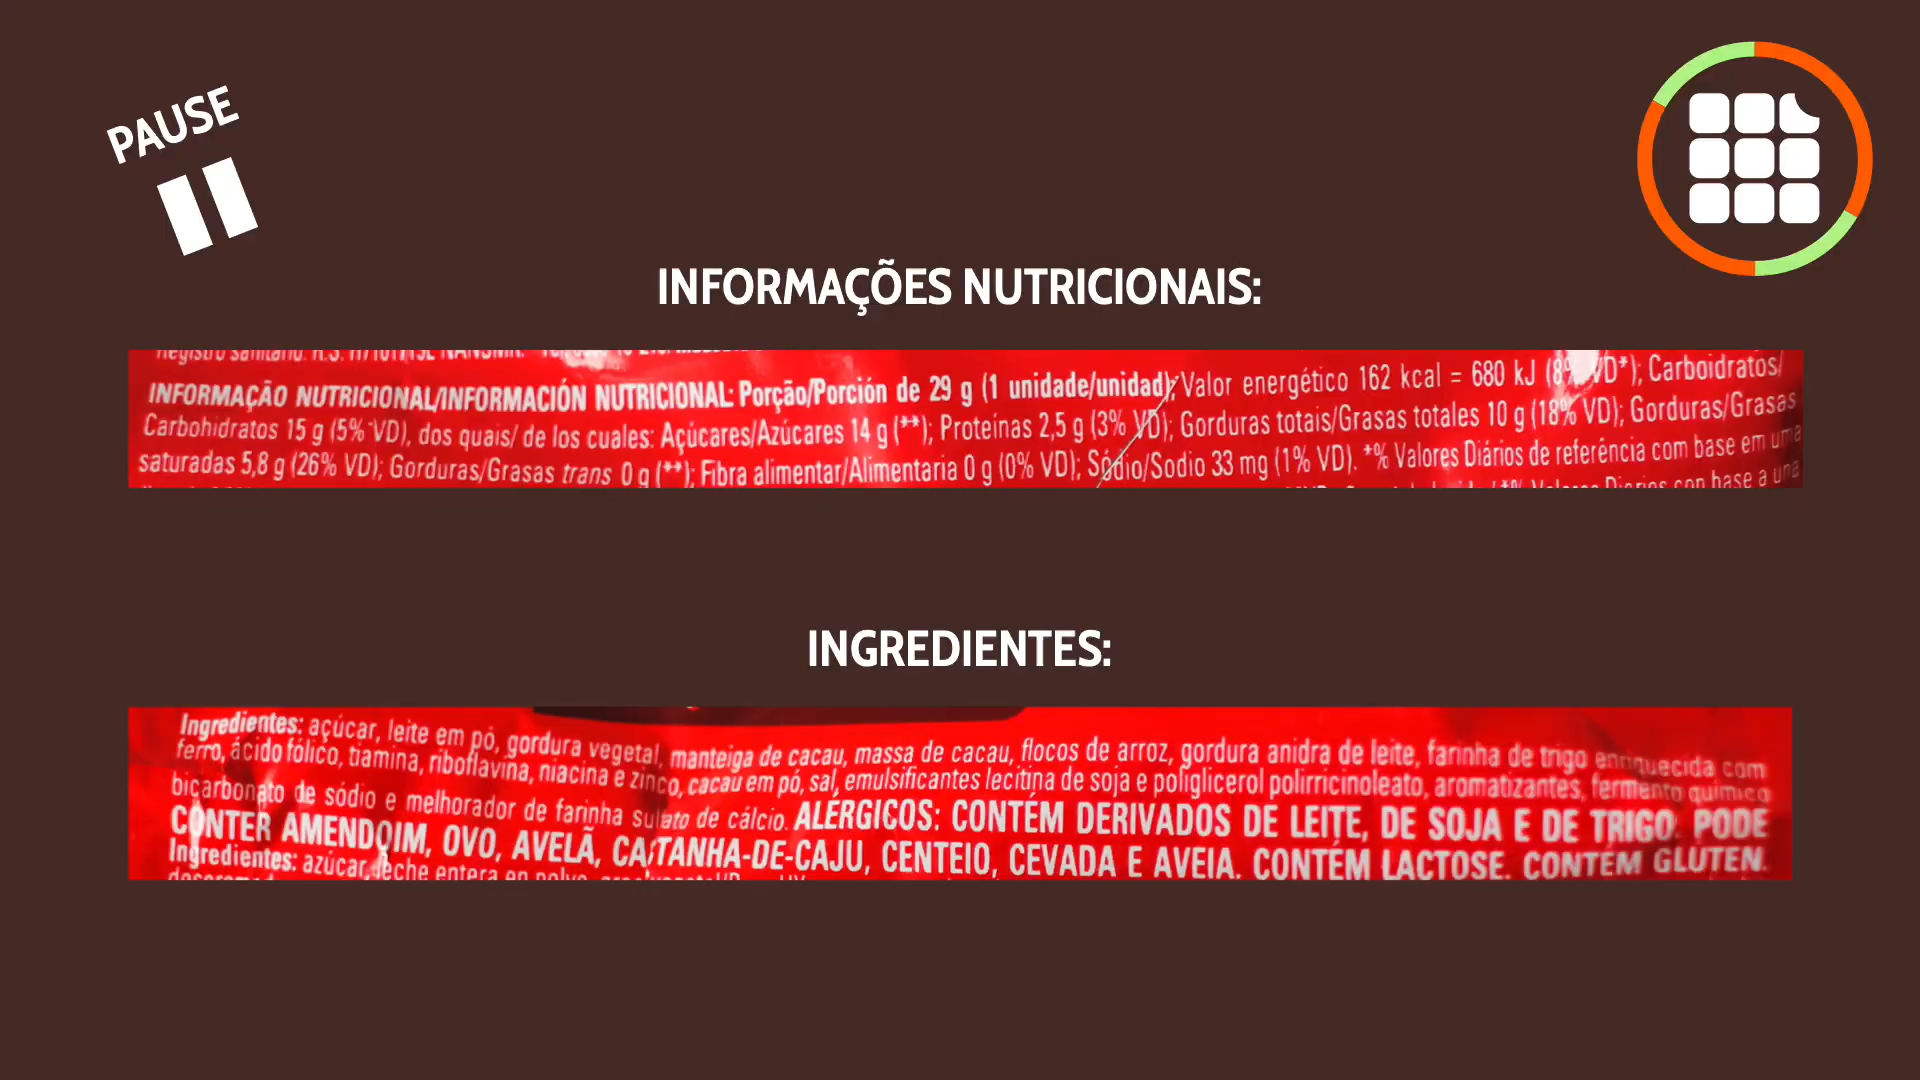 PAUSE
INFORMAÇÕES NUTRICIONAIS:
INFORMAÇÃO NUTRICIONAL/INFORMACIÓN NUTRICIONAL: Porção/Porción de 29 g (1 unidade/unidad); Valor energético 162 kcal = 680 kJ (8% VD*); Carboidratos/
Carbohidratos 15 g (5% VD), dos quais/ de los cuales: Açúcares/Azúcares 14 g (**); Proteínas 2,5 g (3% VD); Gorduras totais/Grasas totales 10 g (18% VD); Gorduras/Grasas
saturadas 5,8 g (26% VD); Gorduras/Grasas trans 0 g (**); Fibra alimentar/Alimentaria 0 g (0% VD); Sódio/Sodio 33 mg (1% VD). *% Valores Diários de referência com base em uma
Valores Diarios con base a una
INGREDIENTES:
Ingredientes: açúcar, leite em pó, gordura vegetal, manteiga de cacau, massa de cacau, flocos de arroz, gordura anidra de leite, farinha de trigo enriquecida com
ferro, ácido fólico, tiamina, riboflavina, niacina e zinco, cacau em pó, sal, emulsificantes lecitina de soja e poliglicerol polirricinoleato, aromatizantes, fermento químico
bicarbonato de sódio e melhorador de farinha sulfato de cálcio. ALÉRGICOS: CONTÉM DERIVADOS DE LEITE, DE SOJA E DE TRIGO. PODE
CONTER AMENDOIM, OVO, AVELÃ, CASTANHA-DE-CAJU, CENTEIO, CEVADA E AVEIA. CONTÉM LACTOSE. CONTÉM GLÚTEN.
Ingredientes: azúcar, leche entera en polvo,